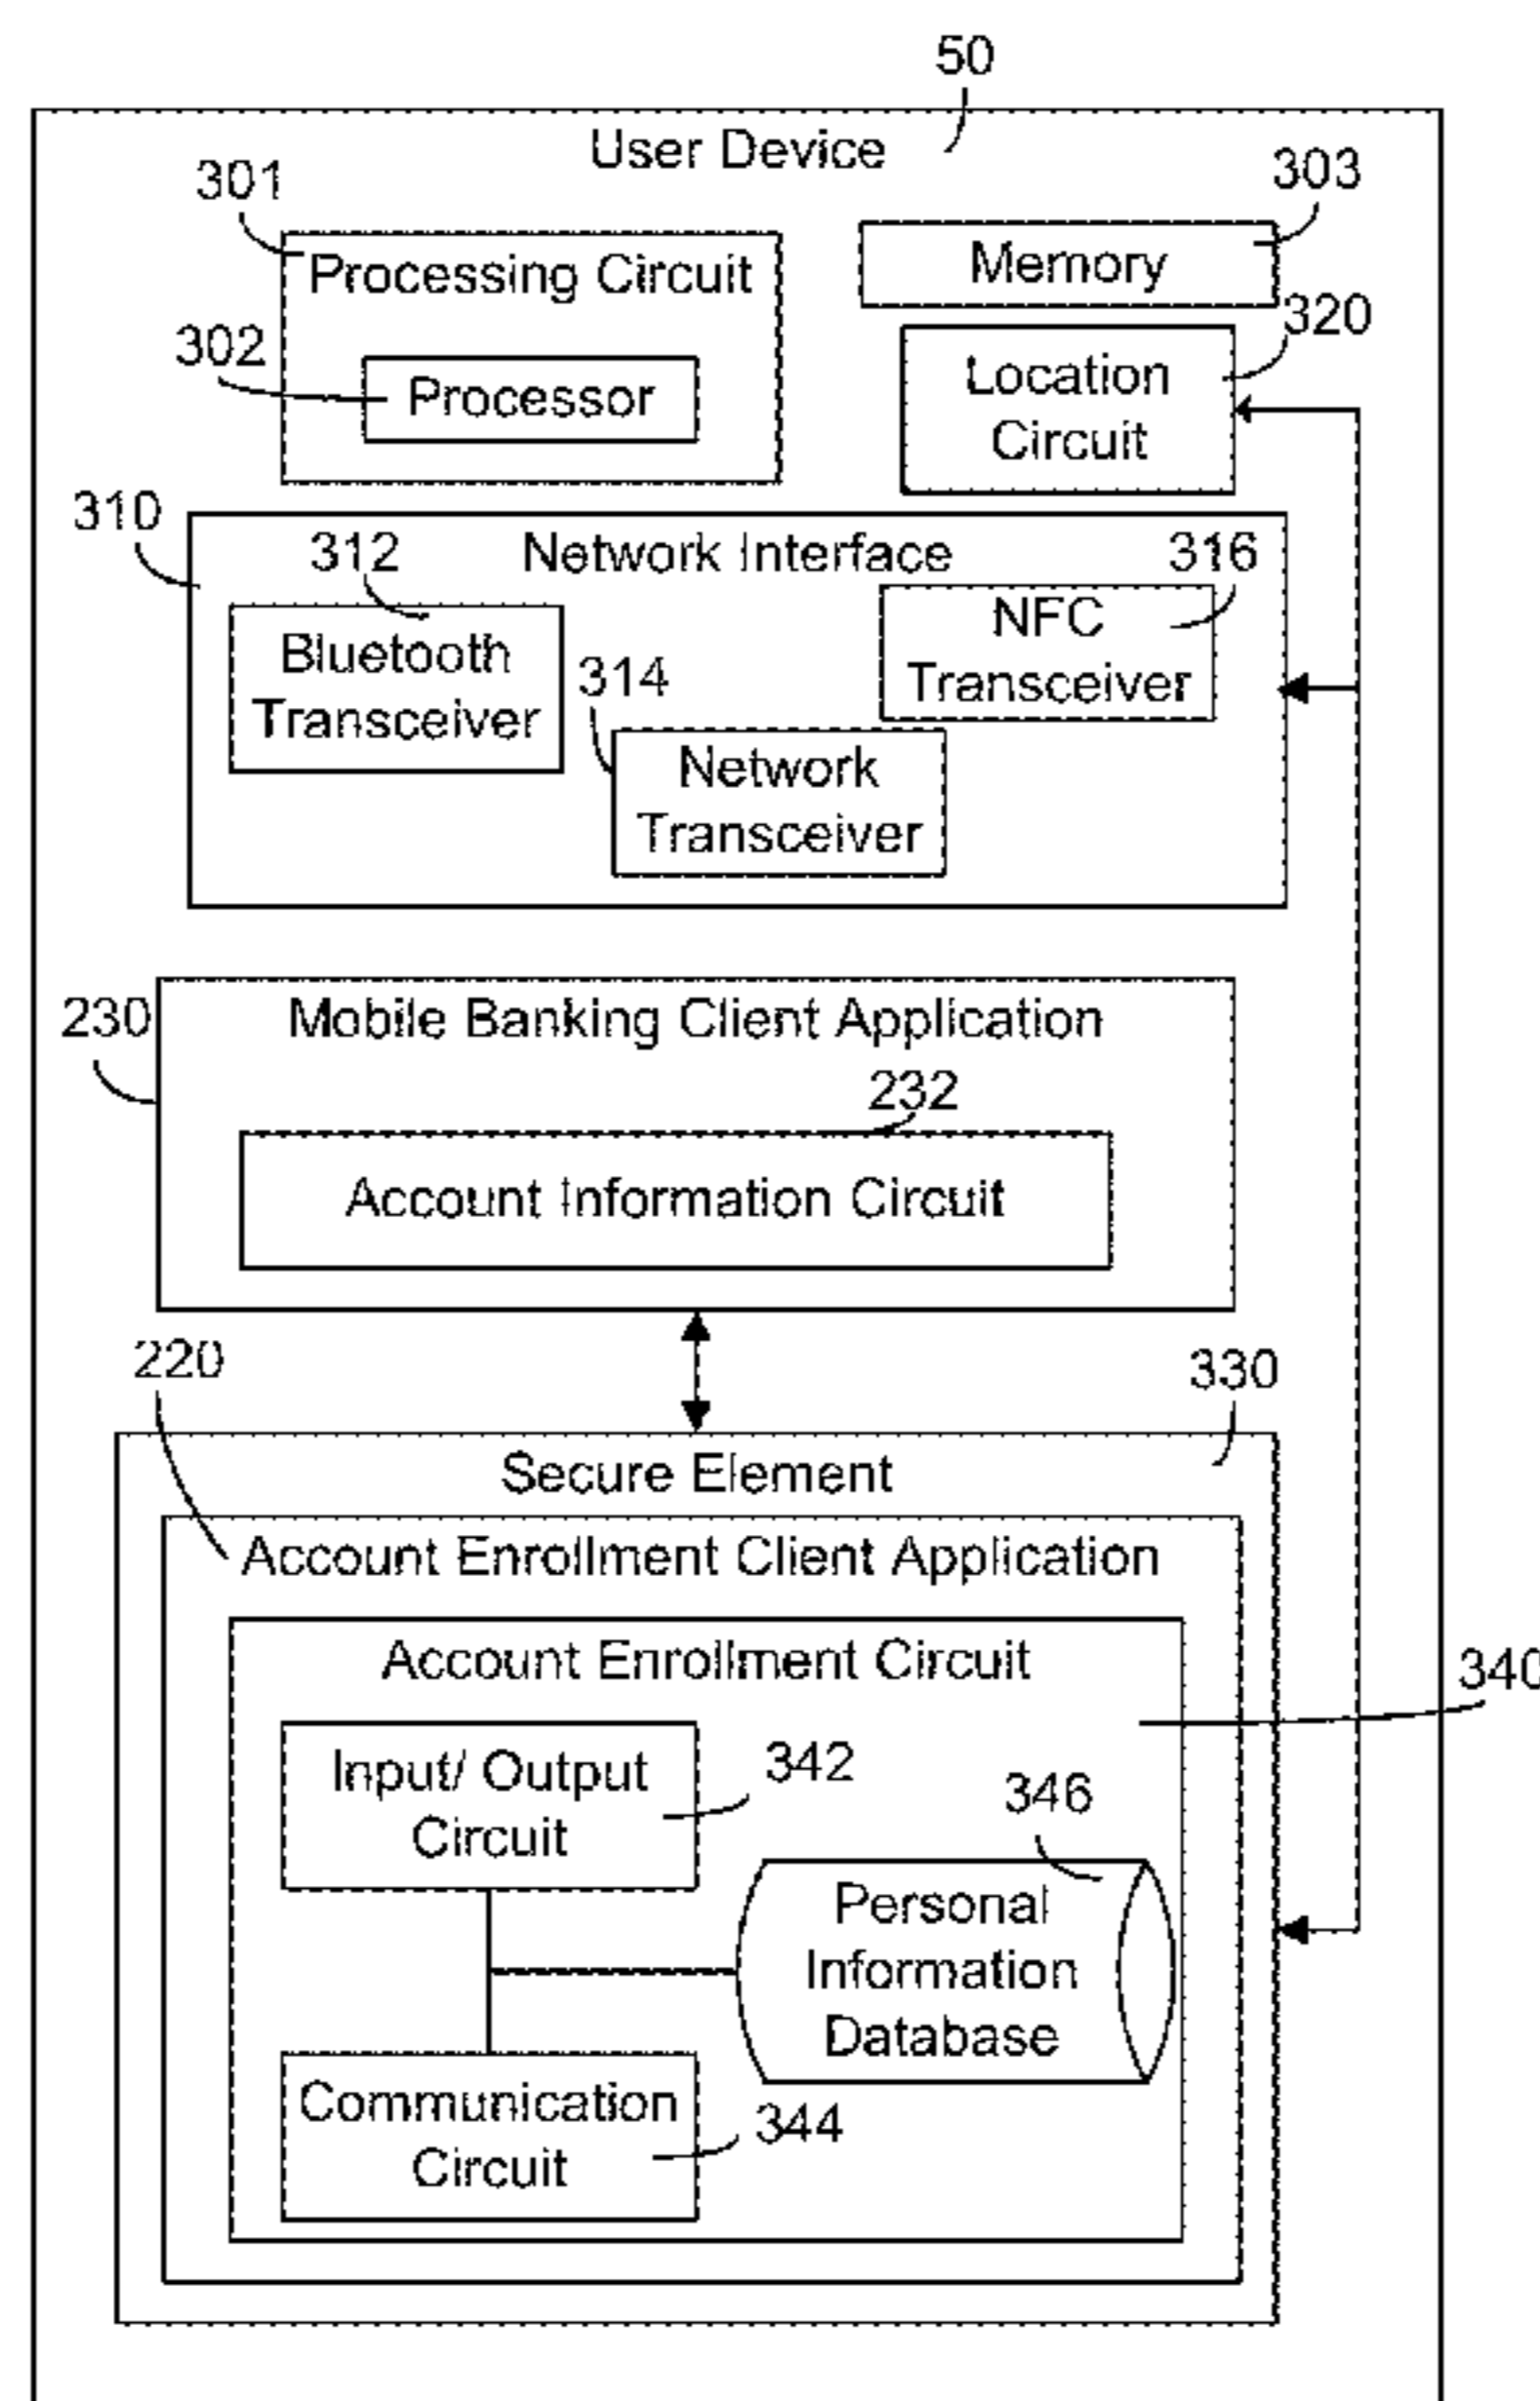 50
User Device
301
303
Processing Circuit
Memory
302
Processor
320
Location
Circuit
310
Network Interface
312
316
Bluetooth
Transceiver
NFC
Transceiver
314
Network
Transceiver
230
Mobile Banking Client Application
232
Account Information Circuit
220
330
Secure Element
Account Enrollment Client Application
Account Enrollment Circuit
340
Input/ Output
Circuit
342
346
Personal
Information
Database
Communication
Circuit
344